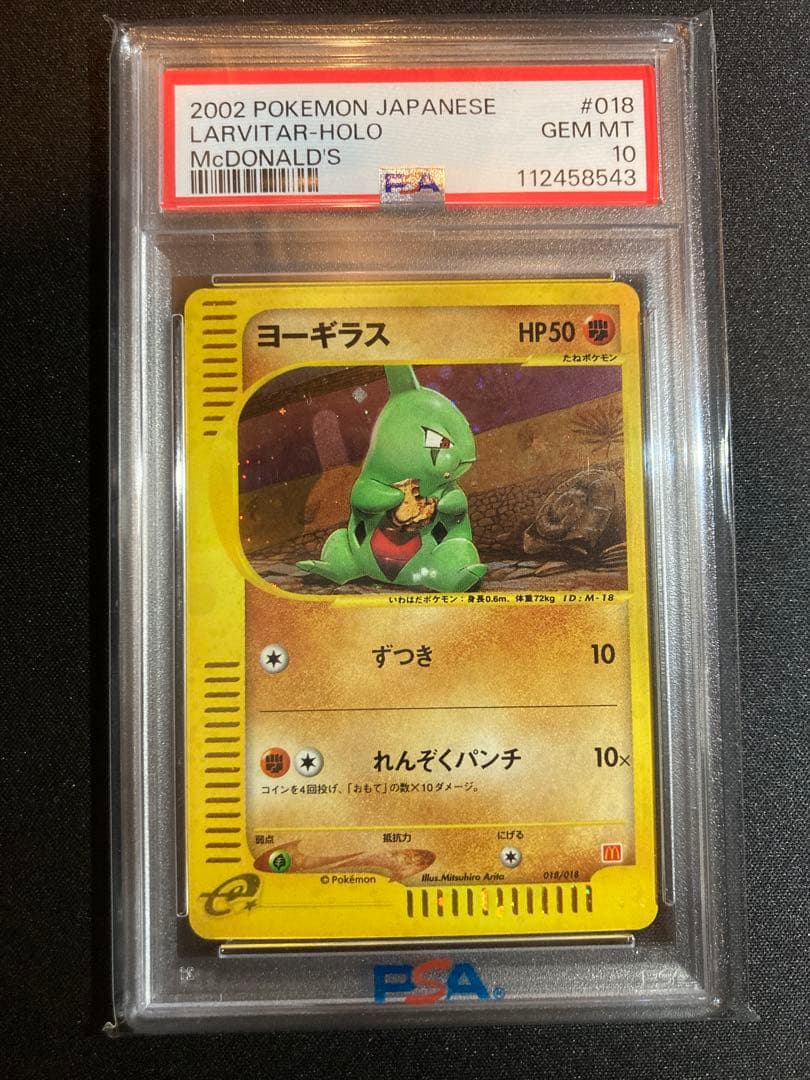 2002 POKEMON JAPANESE #018
LARVITAR-HOLO GEM MT
McDONALD'S 10
PSA 112458543
ヨーギラス HP50
たねポケモン
いわはだポケモン：身長0.6m、体重72kg ID:M-18
ずつき 10
れんぞくパンチ 10×
コインを4回投げ、「おもて」の数×10ダメージ。
弱点 抵抗力 にげる
©Pokémon Illus.Mitsuhiro Arita 018/018
e
PSA®